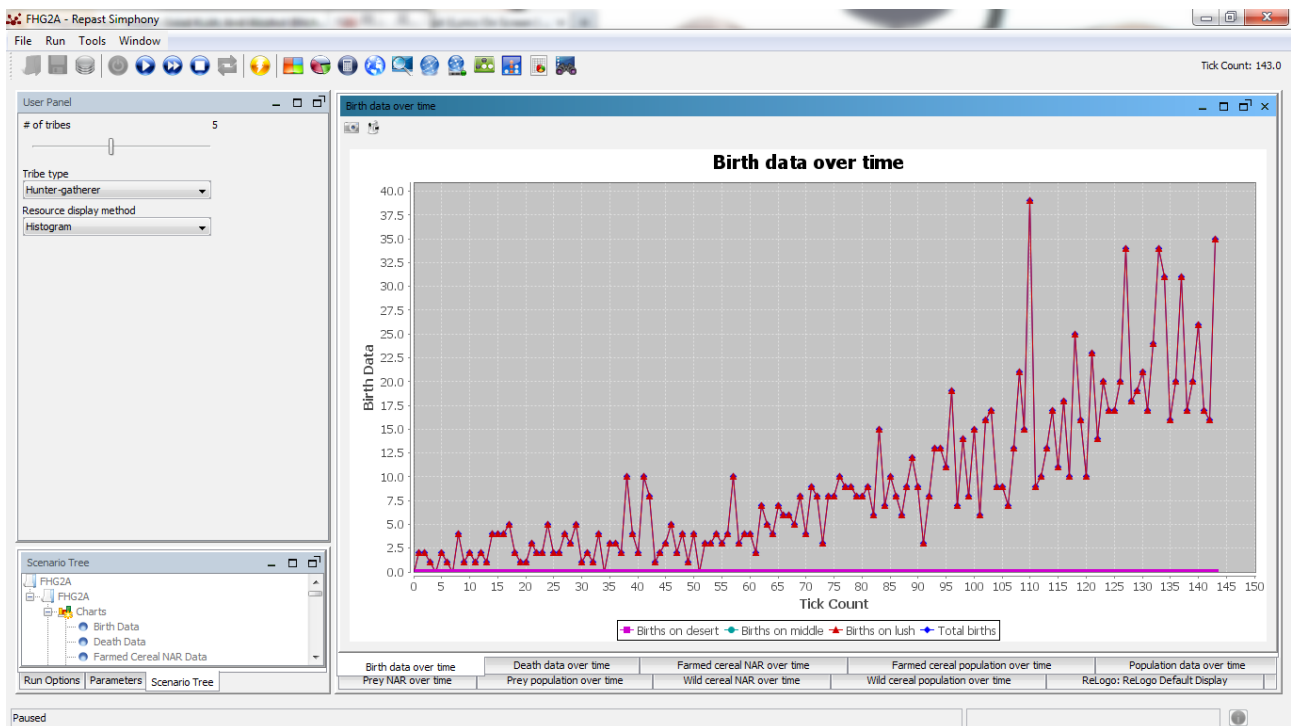 FHG2A - Repast Simphony
File Run Tools Window
Tick Count: 143.0
User Panel
# of tribes 5
Tribe type
Hunter-gatherer
Resource display method
Histogram
Scenario Tree
FHG2A
FHG2A
Charts
Birth Data
Death Data
Farmed Cereal NAR Data
Run Options Parameters Scenario Tree
Birth data over time
Birth data over time
40.0
37.5
35.0
32.5
30.0
27.5
25.0
22.5
20.0
17.5
15.0
12.5
10.0
7.5
5.0
2.5
0.0
Birth Data
0 5 10 15 20 25 30 35 40 45 50 55 60 65 70 75 80 85 90 95 100 105 110 115 120 125 130 135 140 145 150
Tick Count
Births on desert Births on middle Births on lush Total births
Birth data over time Death data over time Farmed cereal NAR over time Farmed cereal population over time Population data over time
Prey NAR over time Prey population over time Wild cereal NAR over time Wild cereal population over time ReLogo: ReLogo Default Display
Paused